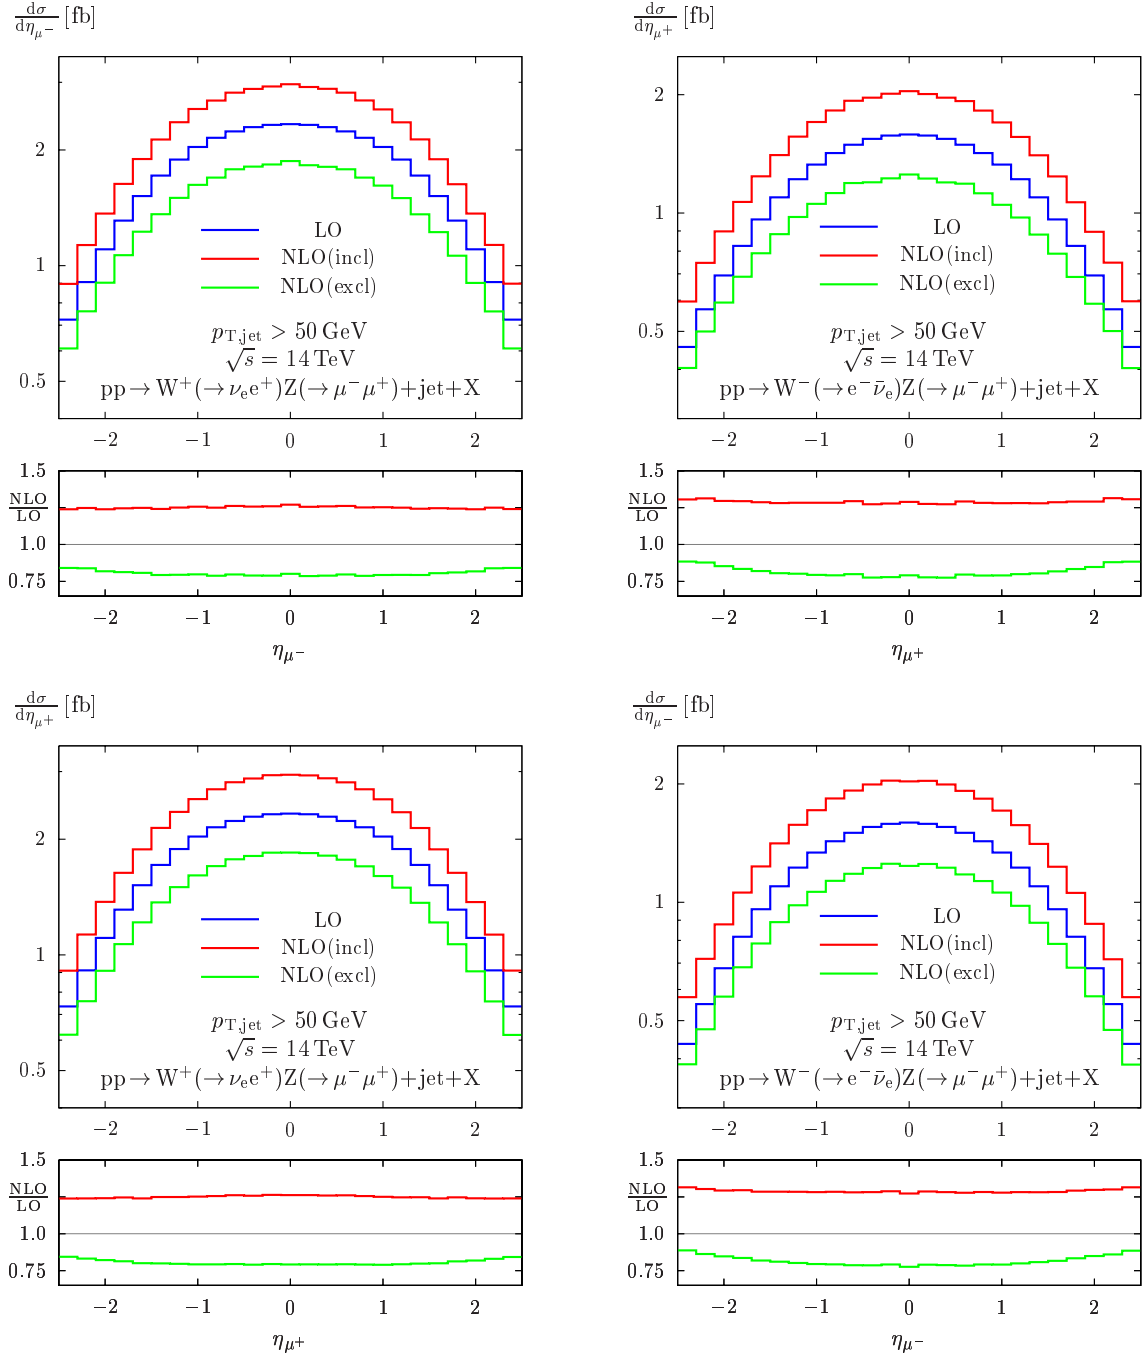 dσ/dη_μ− [fb]
2
1
0.5
LO
NLO(incl)
NLO(excl)
p_T,jet > 50 GeV
√s = 14 TeV
pp → W⁺(→ν_e e⁺)Z(→μ⁻μ⁺)+jet+X
−2 −1 0 1 2
1.5
NLO/LO
1.0
0.75
−2 −1 0 1 2
η_μ−
dσ/dη_μ+ [fb]
2
1
0.5
LO
NLO(incl)
NLO(excl)
p_T,jet > 50 GeV
√s = 14 TeV
pp → W⁻(→e⁻ν̄_e)Z(→μ⁻μ⁺)+jet+X
−2 −1 0 1 2
1.5
NLO/LO
1.0
0.75
−2 −1 0 1 2
η_μ+
dσ/dη_μ+ [fb]
2
1
0.5
LO
NLO(incl)
NLO(excl)
p_T,jet > 50 GeV
√s = 14 TeV
pp → W⁺(→ν_e e⁺)Z(→μ⁻μ⁺)+jet+X
−2 −1 0 1 2
1.5
NLO/LO
1.0
0.75
−2 −1 0 1 2
η_μ+
dσ/dη_μ− [fb]
2
1
0.5
LO
NLO(incl)
NLO(excl)
p_T,jet > 50 GeV
√s = 14 TeV
pp → W⁻(→e⁻ν̄_e)Z(→μ⁻μ⁺)+jet+X
−2 −1 0 1 2
1.5
NLO/LO
1.0
0.75
−2 −1 0 1 2
η_μ−